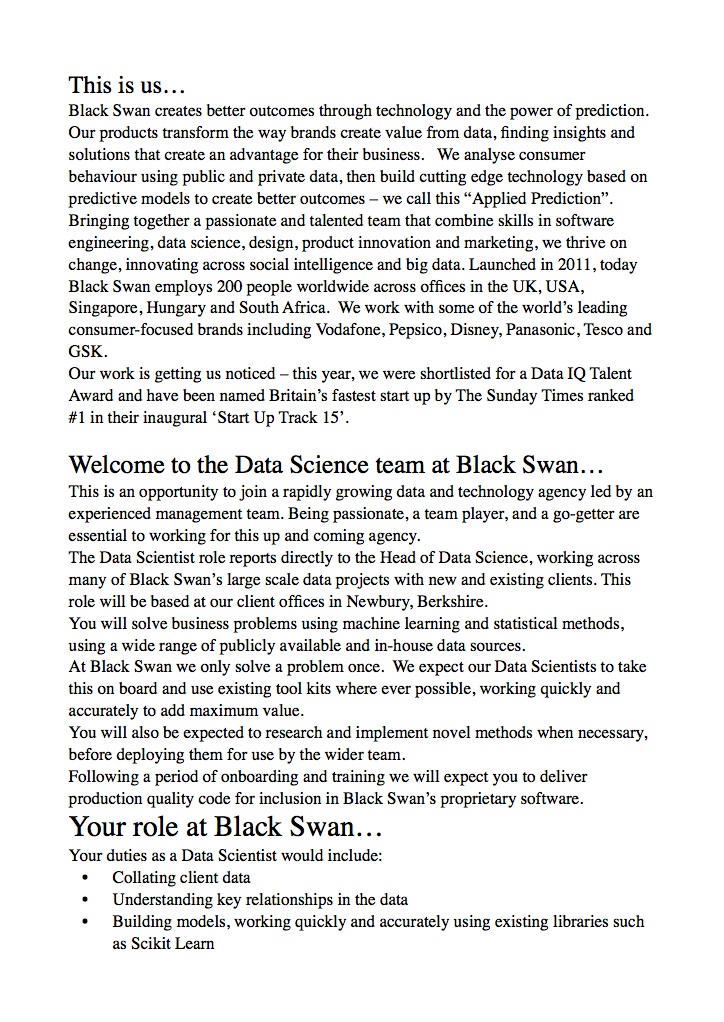 This is us…
Black Swan creates better outcomes through technology and the power of prediction.
Our products transform the way brands create value from data, finding insights and
solutions that create an advantage for their business.   We analyse consumer
behaviour using public and private data, then build cutting edge technology based on
predictive models to create better outcomes – we call this “Applied Prediction”.
Bringing together a passionate and talented team that combine skills in software
engineering, data science, design, product innovation and marketing, we thrive on
change, innovating across social intelligence and big data. Launched in 2011, today
Black Swan employs 200 people worldwide across offices in the UK, USA,
Singapore, Hungary and South Africa.  We work with some of the world’s leading
consumer-focused brands including Vodafone, Pepsico, Disney, Panasonic, Tesco and
GSK.
Our work is getting us noticed – this year, we were shortlisted for a Data IQ Talent
Award and have been named Britain’s fastest start up by The Sunday Times ranked
#1 in their inaugural ‘Start Up Track 15’.
Welcome to the Data Science team at Black Swan…
This is an opportunity to join a rapidly growing data and technology agency led by an
experienced management team. Being passionate, a team player, and a go-getter are
essential to working for this up and coming agency.
The Data Scientist role reports directly to the Head of Data Science, working across
many of Black Swan’s large scale data projects with new and existing clients. This
role will be based at our client offices in Newbury, Berkshire.
You will solve business problems using machine learning and statistical methods,
using a wide range of publicly available and in-house data sources.
At Black Swan we only solve a problem once.  We expect our Data Scientists to take
this on board and use existing tool kits where ever possible, working quickly and
accurately to add maximum value.
You will also be expected to research and implement novel methods when necessary,
before deploying them for use by the wider team.
Following a period of onboarding and training we will expect you to deliver
production quality code for inclusion in Black Swan’s proprietary software.
Your role at Black Swan…
Your duties as a Data Scientist would include:
• Collating client data
• Understanding key relationships in the data
• Building models, working quickly and accurately using existing libraries such
as Scikit Learn